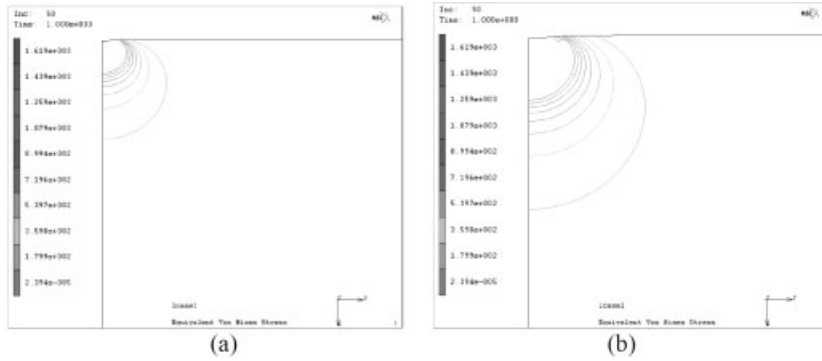 Inc: 50
Time: 1.000e+000
1.619e+003
1.439e+003
1.259e+003
1.079e+003
8.994e+002
7.196e+002
5.397e+002
3.598e+002
1.799e+002
2.394e-005
lcase1
Equivalent Von Mises Stress
1
(a)
Inc: 50
Time: 1.000e+000
1.619e+003
1.439e+003
1.259e+003
1.079e+003
8.994e+002
7.196e+002
5.397e+002
3.598e+002
1.799e+002
2.394e-005
lcase1
Equivalent Von Mises Stress
(b)